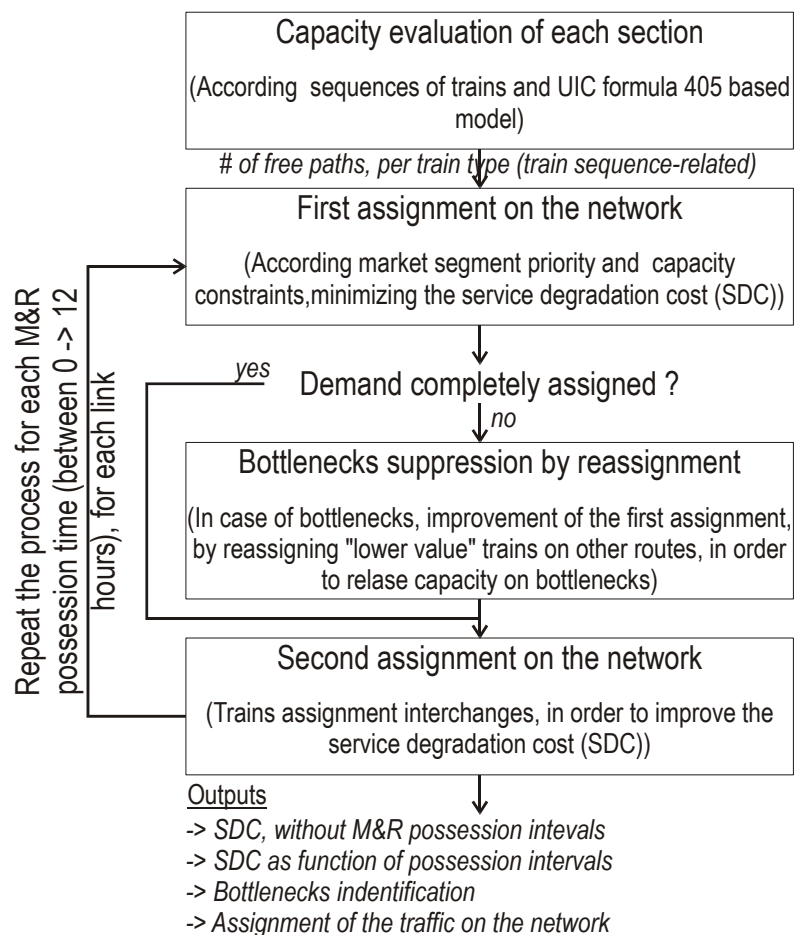 Capacity evaluation of each section
(According sequences of trains and UIC formula 405 based
model)
# of free paths, per train type (train sequence-related)
First assignment on the network
(According market segment priority and capacity
constraints,minimizing the service degradation cost (SDC))
Repeat the process for each M&R
possession time (between 0 -> 12
hours), for each link
yes
Demand completely assigned ?
no
Bottlenecks suppression by reassignment
(In case of bottlenecks, improvement of the first assignment,
by reassigning "lower value" trains on other routes, in order
to relase capacity on bottlenecks)
Second assignment on the network
(Trains assignment interchanges, in order to improve the
service degradation cost (SDC))
Outputs
-> SDC, without M&R possession intevals
-> SDC as function of possession intervals
-> Bottlenecks indentification
-> Assignment of the traffic on the network